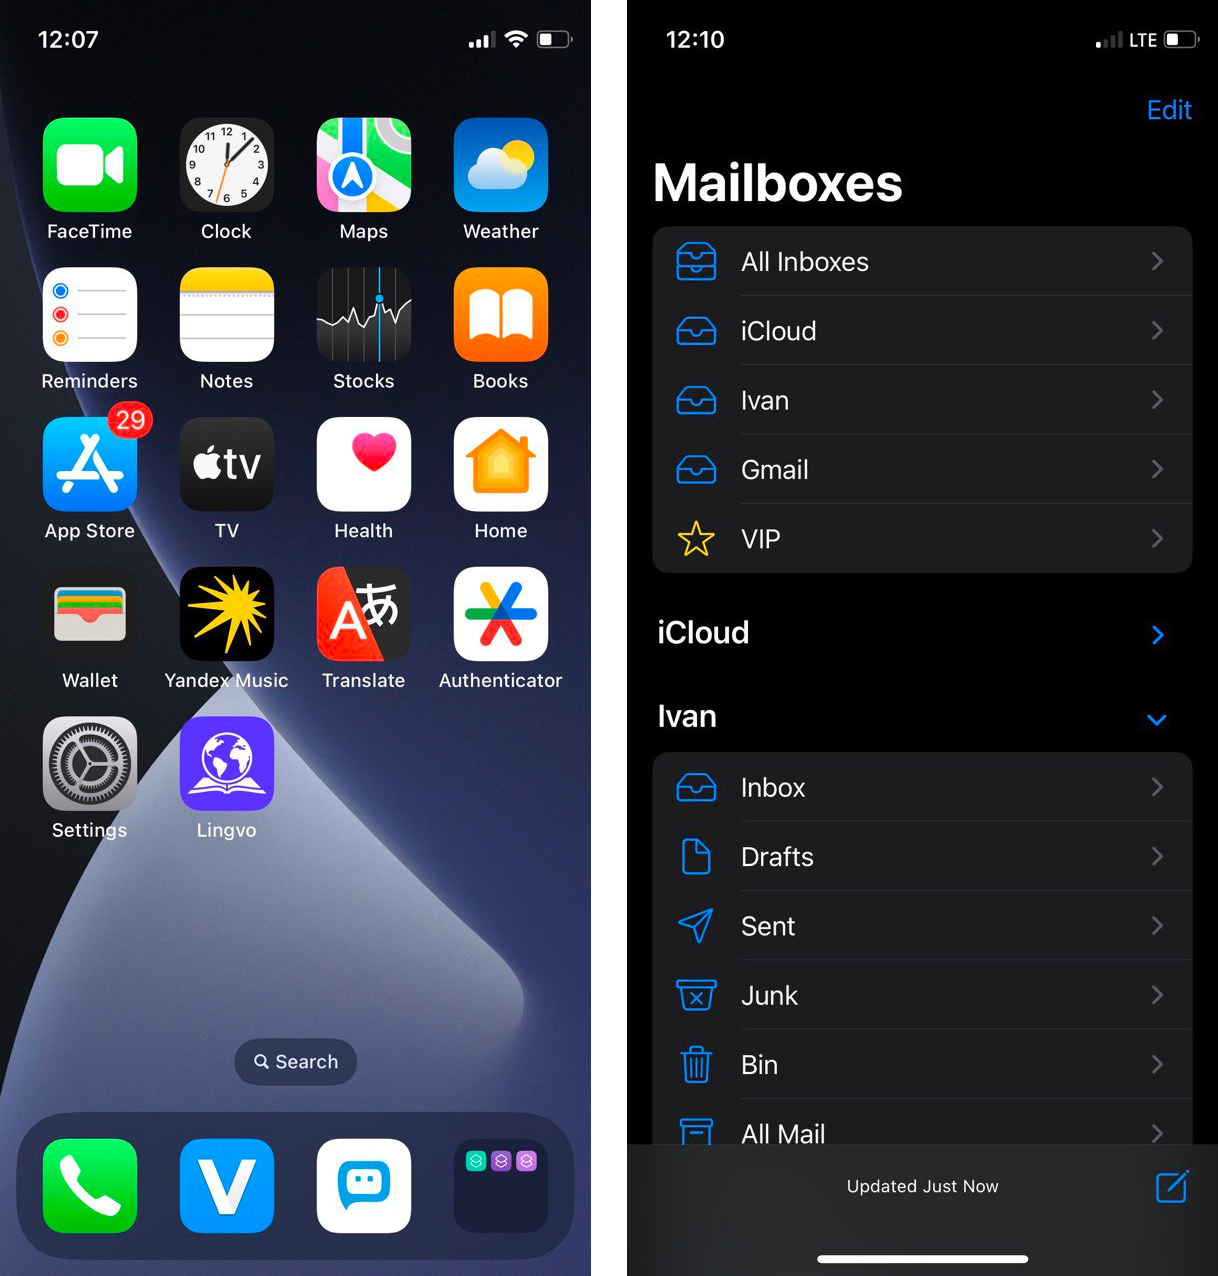 12:07
FaceTime Clock Maps Weather
Reminders Notes Stocks Books
29
tv
App Store TV Health Home
A あ
Wallet Yandex Music Translate Authenticator
Settings Lingvo
Search
V
12:10 LTE
Edit
Mailboxes
All Inboxes
iCloud
Ivan
Gmail
VIP
iCloud
Ivan
Inbox
Drafts
Sent
Junk
Bin
All Mail
Updated Just Now